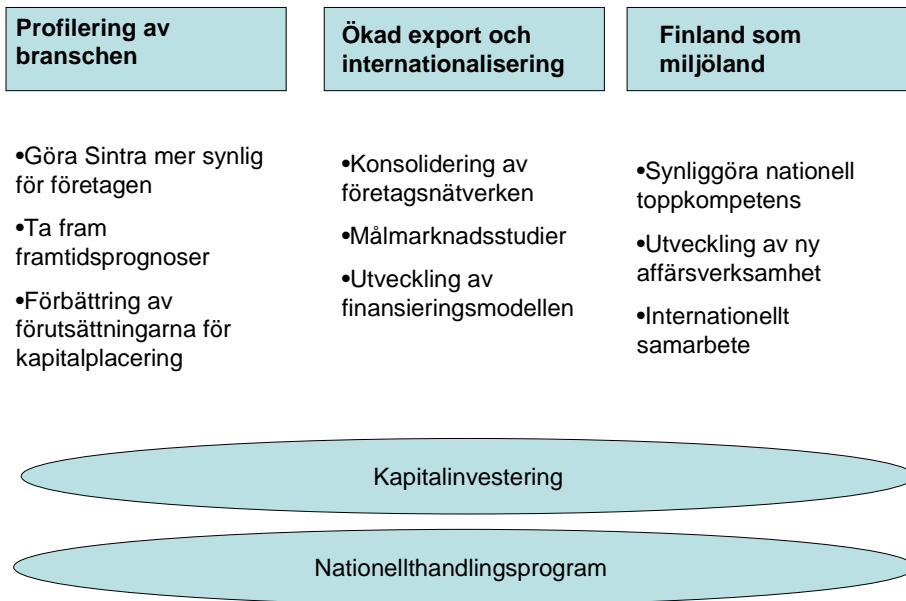 Profilering av
branschen
Ökad export och
internationalisering
Finland som
miljöland
•Göra Sintra mer synlig
för företagen
•Ta fram
framtidsprognoser
•Förbättring av
förutsättningarna för
kapitalplacering
•Konsolidering av
företagsnätverken
•Målmarknadsstudier
•Utveckling av
finansieringsmodellen
•Synliggöra nationell
toppkompetens
•Utveckling av ny
affärsverksamhet
•Internationellt
samarbete
Kapitalinvestering
Nationellthandlingsprogram